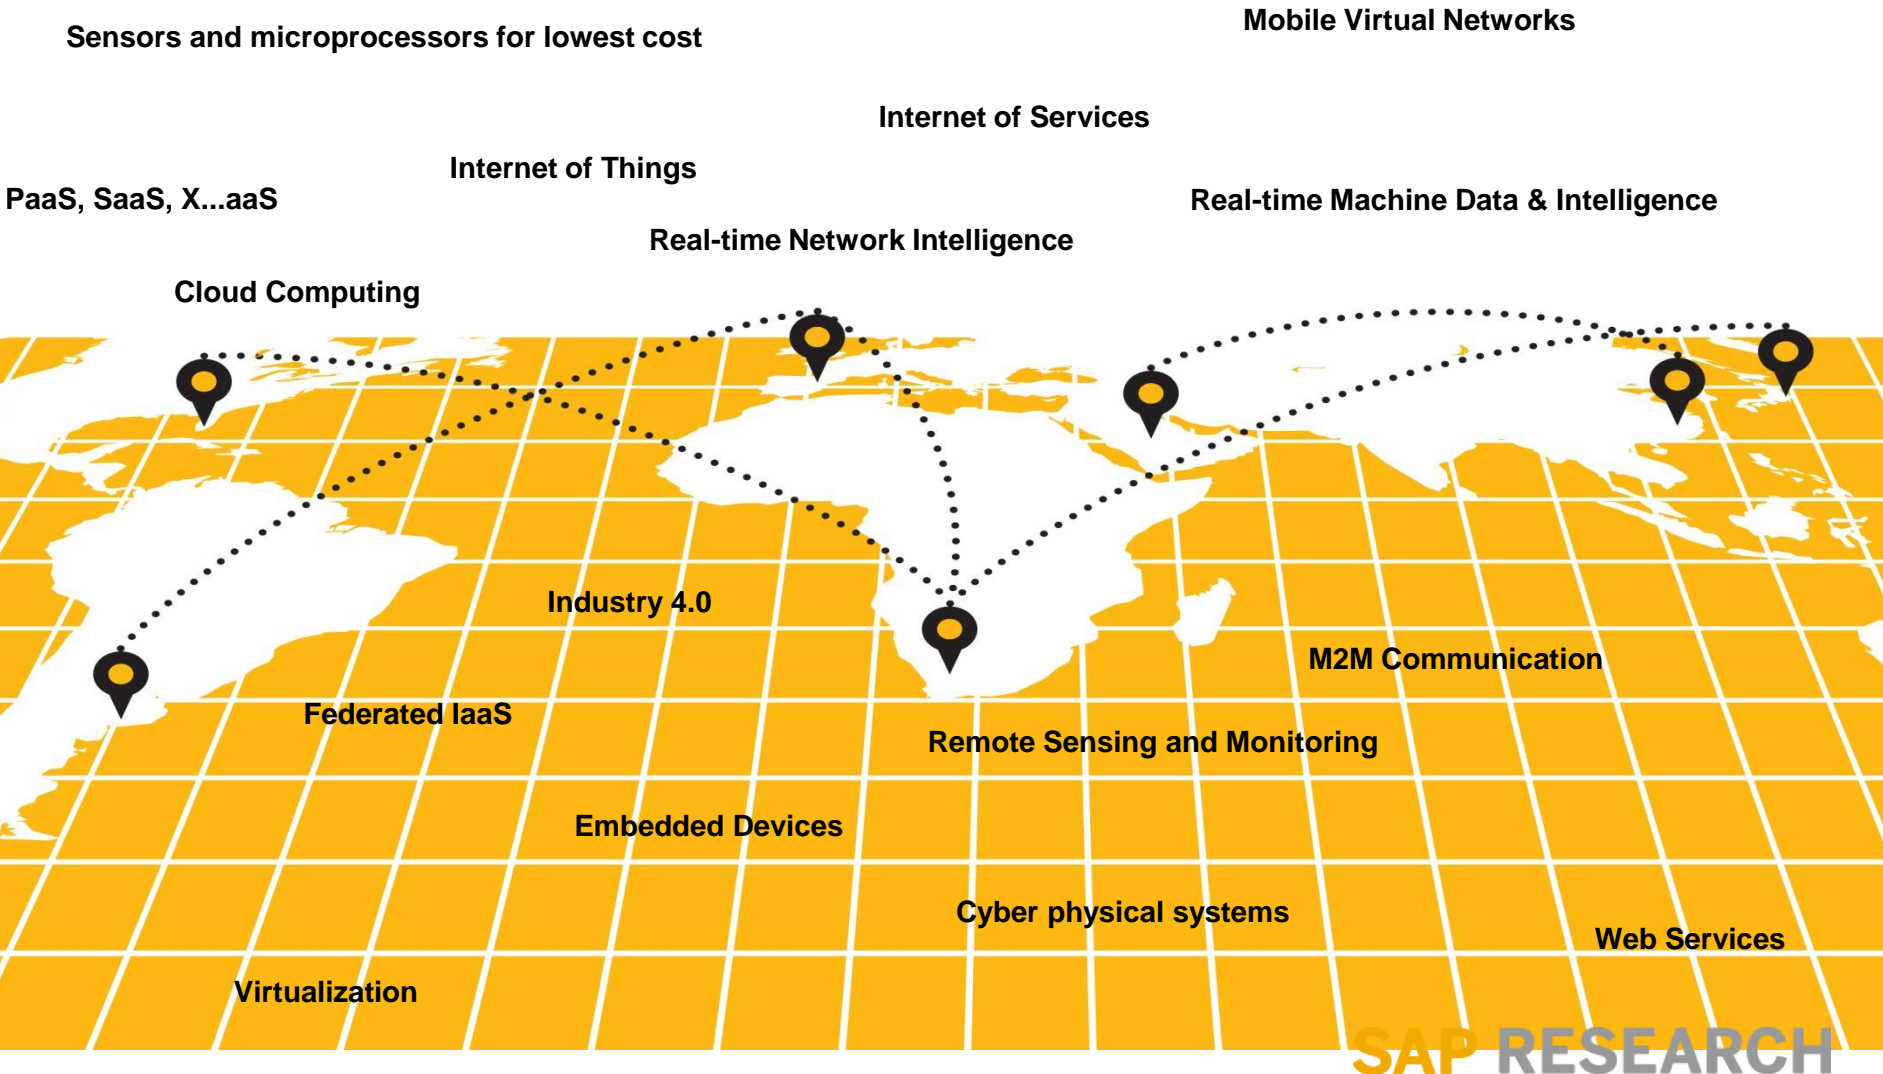 Mobile Virtual Networks
Sensors and microprocessors for lowest cost
Internet of Services
Internet of Things
PaaS, SaaS, X...aaS
Real-time Machine Data & Intelligence
Real-time Network Intelligence
Cloud Computing
Industry 4.0
M2M Communication
Federated IaaS
Remote Sensing and Monitoring
Embedded Devices
Cyber physical systems
Web Services
Virtualization
SAP RESEARCH